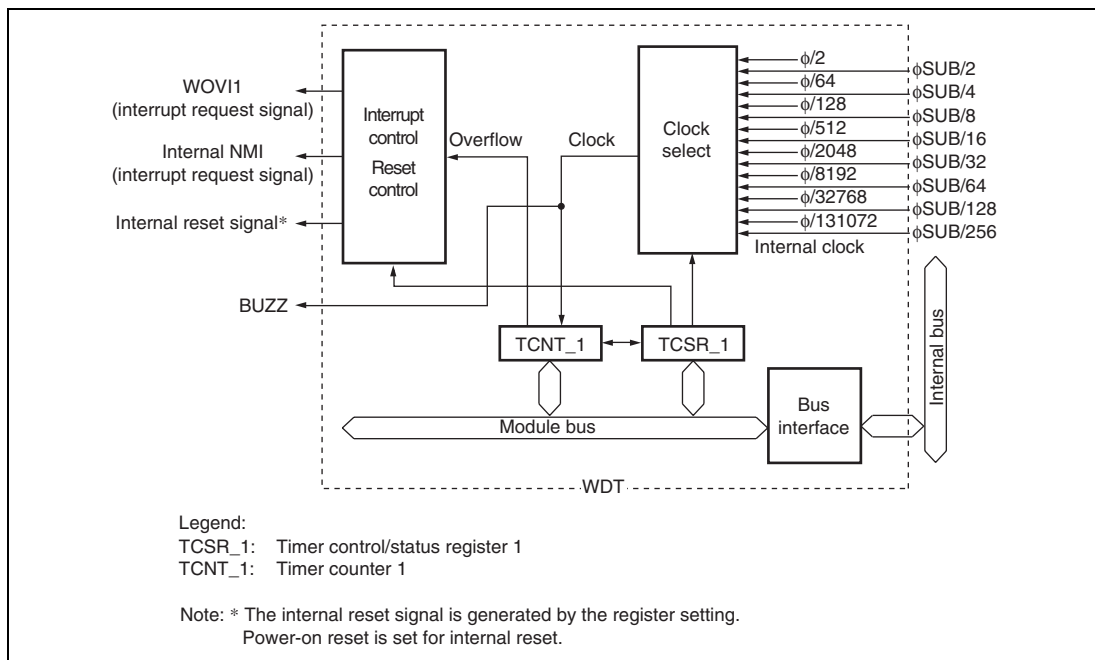 WOVI1
(interrupt request signal)
Internal NMI
(interrupt request signal)
Internal reset signal*
BUZZ
Interrupt
control
Reset
control
Overflow
Clock
Clock
select
ϕ/2
ϕ/64
ϕ/128
ϕ/512
ϕ/2048
ϕ/8192
ϕ/32768
ϕ/131072
Internal clock
ϕSUB/2
ϕSUB/4
ϕSUB/8
ϕSUB/16
ϕSUB/32
ϕSUB/64
ϕSUB/128
ϕSUB/256
TCNT_1
TCSR_1
Module bus
Bus
interface
Internal bus
WDT
Legend:
TCSR_1: Timer control/status register 1
TCNT_1: Timer counter 1
Note: * The internal reset signal is generated by the register setting.
Power-on reset is set for internal reset.